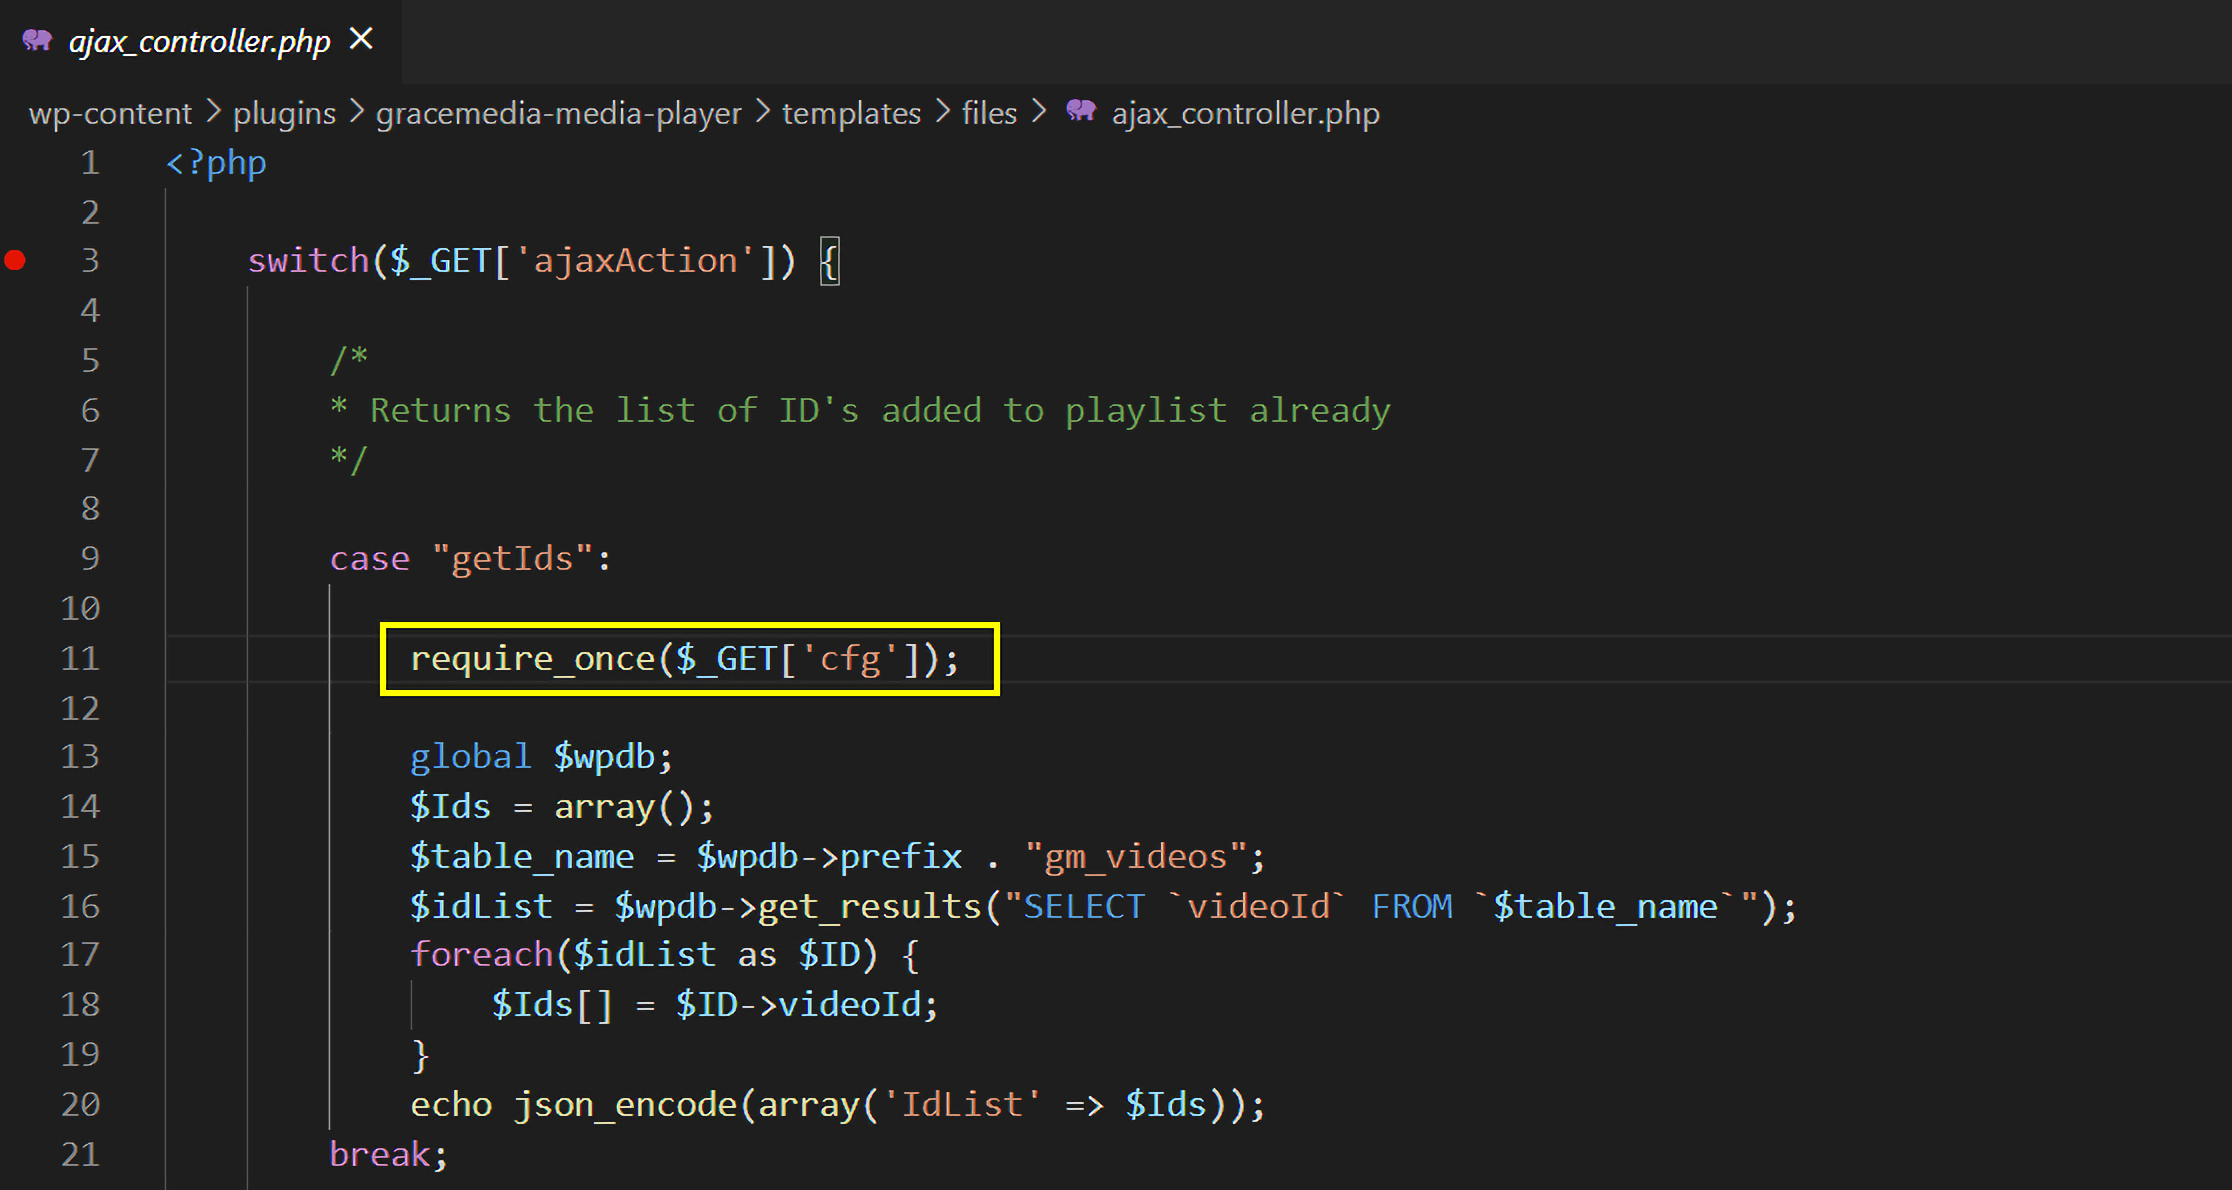 ajax_controller.php ×
wp-content > plugins > gracemedia-media-player > templates > files > ajax_controller.php
1 <?php
2
3 switch($_GET['ajaxAction']) {
4
5 /*
6 * Returns the list of ID's added to playlist already
7 */
8
9 case "getIds":
10
11 require_once($_GET['cfg']);
12
13 global $wpdb;
14 $Ids = array();
15 $table_name = $wpdb->prefix . "gm_videos";
16 $idList = $wpdb->get_results("SELECT `videoId` FROM `$table_name`");
17 foreach($idList as $ID) {
18 $Ids[] = $ID->videoId;
19 }
20 echo json_encode(array('IdList' => $Ids));
21 break;